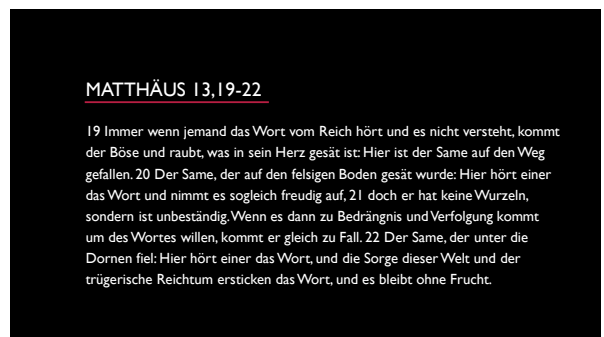 MATTHÄUS 13,19-22
19 Immer wenn jemand das Wort vom Reich hört und es nicht versteht, kommt
der Böse und raubt, was in sein Herz gesät ist: Hier ist der Same auf den Weg
gefallen. 20 Der Same, der auf den felsigen Boden gesät wurde: Hier hört einer
das Wort und nimmt es sogleich freudig auf, 21 doch er hat keine Wurzeln,
sondern ist unbeständig. Wenn es dann zu Bedrängnis und Verfolgung kommt
um des Wortes willen, kommt er gleich zu Fall. 22 Der Same, der unter die
Dornen fiel: Hier hört einer das Wort, und die Sorge dieser Welt und der
trügerische Reichtum ersticken das Wort, und es bleibt ohne Frucht.